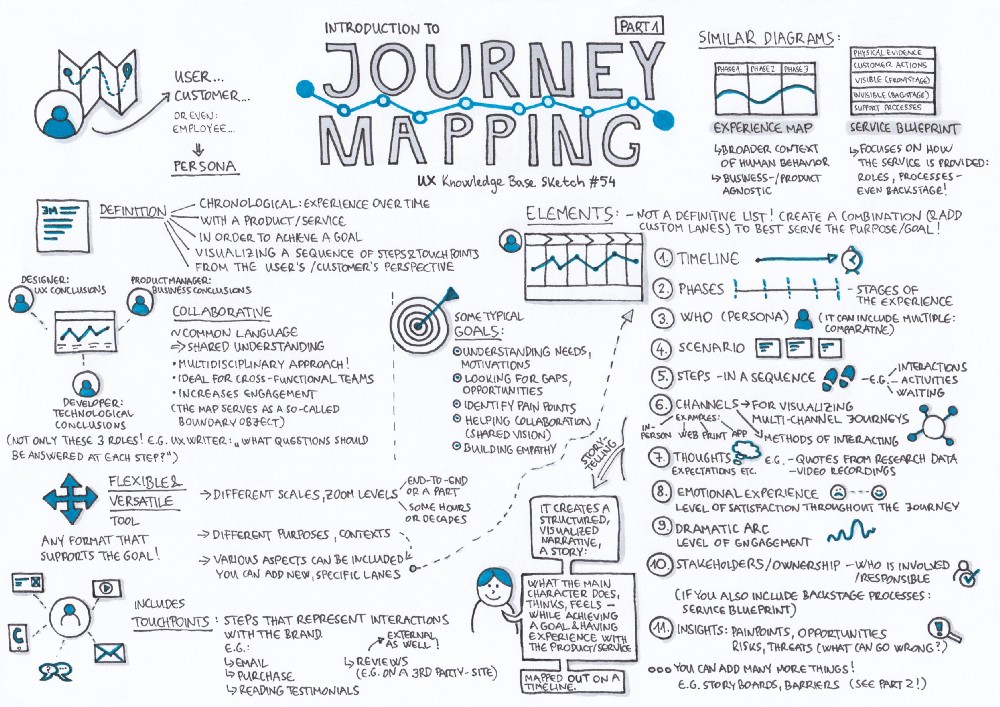 INTRODUCTION TO
PART 1
JOURNEY
MAPPING
UX Knowledge Base Sketch #54
USER...
CUSTOMER...
OR EVEN:
EMPLOYEE...
⇓
PERSONA
SIMILAR DIAGRAMS:
PHASE 1 PHASE 2 PHASE 3
EXPERIENCE MAP
↳ BROADER CONTEXT
OF HUMAN BEHAVIOR
↳ BUSINESS-/PRODUCT
AGNOSTIC
PHYSICAL EVIDENCE
CUSTOMER ACTIONS
VISIBLE (FRONTSTAGE)
INVISIBLE (BACKSTAGE)
SUPPORT PROCESSES
SERVICE BLUEPRINT
↳ FOCUSES ON HOW
THE SERVICE IS PROVIDED:
ROLES, PROCESSES -
EVEN BACKSTAGE!
DEFINITION
CHRONOLOGICAL: EXPERIENCE OVER TIME
WITH A PRODUCT/SERVICE
IN ORDER TO ACHIEVE A GOAL
VISUALIZING A SEQUENCE OF STEPS & TOUCHPOINTS
FROM THE USER'S / CUSTOMER'S PERSPECTIVE
DESIGNER:
UX CONCLUSIONS
PRODUCT MANAGER:
BUSINESS CONCLUSIONS
DEVELOPER:
TECHNOLOGICAL
CONCLUSIONS
COLLABORATIVE
~ COMMON LANGUAGE
⇒ SHARED UNDERSTANDING
• MULTIDISCIPLINARY APPROACH!
• IDEAL FOR CROSS-FUNCTIONAL TEAMS
• INCREASES ENGAGEMENT
(THE MAP SERVES AS A SO-CALLED
BOUNDARY OBJECT)
(NOT ONLY THESE 3 ROLES! E.G. UX WRITER: „WHAT QUESTIONS SHOULD
BE ANSWERED AT EACH STEP?")
SOME TYPICAL
GOALS:
UNDERSTANDING NEEDS,
MOTIVATIONS
LOOKING FOR GAPS,
OPPORTUNITIES
IDENTIFY PAIN POINTS
HELPING COLLABORATION
(SHARED VISION)
BUILDING EMPATHY
FLEXIBLE &
VERSATILE
TOOL
ANY FORMAT THAT
SUPPORTS THE GOAL!
→ DIFFERENT SCALES, ZOOM LEVELS
END-TO-END
OR A PART
SOME HOURS
OR DECADES
→ DIFFERENT PURPOSES, CONTEXTS
→ VARIOUS ASPECTS CAN BE INCLUDED
YOU CAN ADD NEW, SPECIFIC LANES
INCLUDES
TOUCHPOINTS: STEPS THAT REPRESENT INTERACTIONS
WITH THE BRAND.
E.G.:
↳ EMAIL
↳ PURCHASE
↳ READING TESTIMONIALS
EXTERNAL
AS WELL!
↳ REVIEWS
(E.G. ON A 3RD PARTY-SITE)
STORY-
TELLING
IT CREATES A
STRUCTURED,
VISUALIZED
NARRATIVE,
A STORY:
WHAT THE MAIN
CHARACTER DOES,
THINKS, FEELS -
WHILE ACHIEVING
A GOAL & HAVING
EXPERIENCE WITH
THE PRODUCT/SERVICE
MAPPED OUT ON A
TIMELINE.
ELEMENTS: - NOT A DEFINITIVE LIST! CREATE A COMBINATION (& ADD
CUSTOM LANES) TO BEST SERVE THE PURPOSE/GOAL!
1. TIMELINE
2. PHASES - STAGES OF
THE EXPERIENCE
3. WHO (PERSONA) (IT CAN INCLUDE MULTIPLE:
COMPARATIVE)
4. SCENARIO
5. STEPS - IN A SEQUENCE - E.G.
INTERACTIONS
ACTIVITIES
WAITING
6. CHANNELS → FOR VISUALIZING
MULTI-CHANNEL JOURNEYS
METHODS OF INTERACTING
EXAMPLES:
IN-
PERSON WEB PRINT APP
7. THOUGHTS
EXPECTATIONS ETC.
E.G. - QUOTES FROM RESEARCH DATA
- VIDEO RECORDINGS
8. EMOTIONAL EXPERIENCE
LEVEL OF SATISFACTION THROUGHOUT THE JOURNEY
9. DRAMATIC ARC
LEVEL OF ENGAGEMENT
10. STAKEHOLDERS/OWNERSHIP - WHO IS INVOLVED
/RESPONSIBLE
(IF YOU ALSO INCLUDE BACKSTAGE PROCESSES:
SERVICE BLUEPRINT)
11. INSIGHTS: PAINPOINTS, OPPORTUNITIES
RISKS, THREATS (WHAT CAN GO WRONG?)
ooo YOU CAN ADD MANY MORE THINGS!
E.G. STORYBOARDS, BARRIERS (SEE PART 2!)